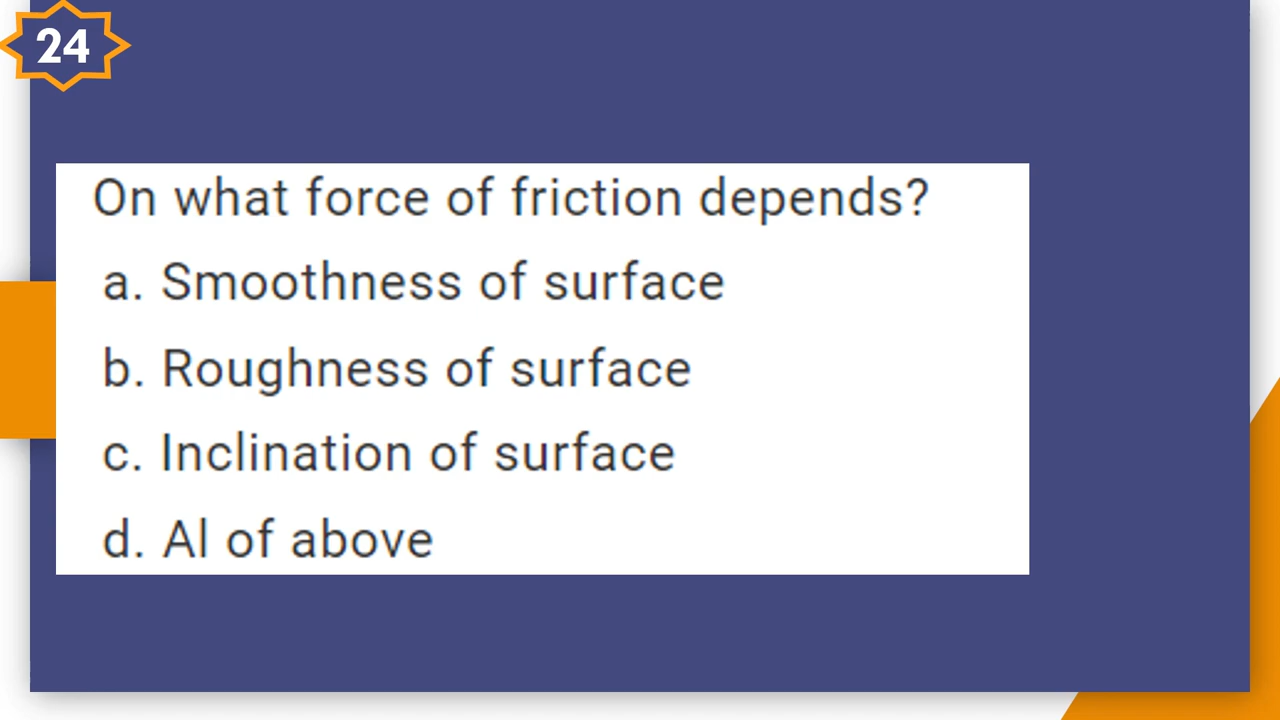 24
On what force of friction depends?
a. Smoothness of surface
b. Roughness of surface
c. Inclination of surface
d. Al of above